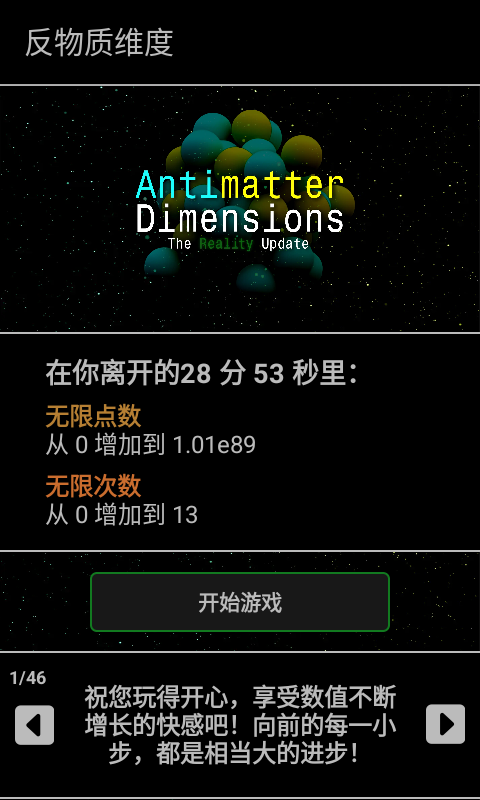 反物质维度
Antimatter
Dimensions
The Reality Update
在你离开的28 分 53 秒里：
无限点数
从 0 增加到 1.01e89
无限次数
从 0 增加到 13
开始游戏
1/46
祝您玩得开心，享受数值不断
增长的快感吧！向前的每一小
步，都是相当大的进步！